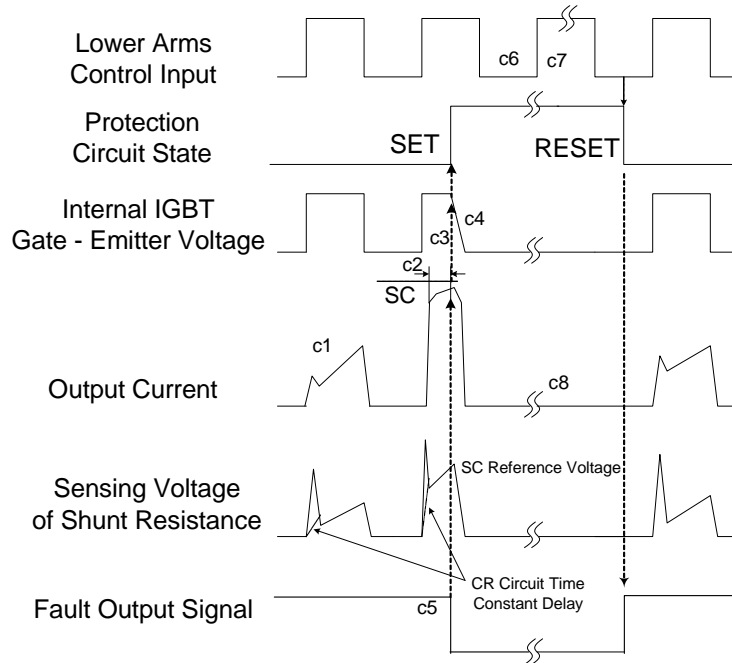 Lower Arms
Control Input
c6
c7
Protection
Circuit State
SET
RESET
Internal IGBT
Gate - Emitter Voltage
c4
c3
c2
SC
c1
Output Current
c8
SC Reference Voltage
Sensing Voltage
of Shunt Resistance
CR Circuit Time
Constant Delay
Fault Output Signal
c5